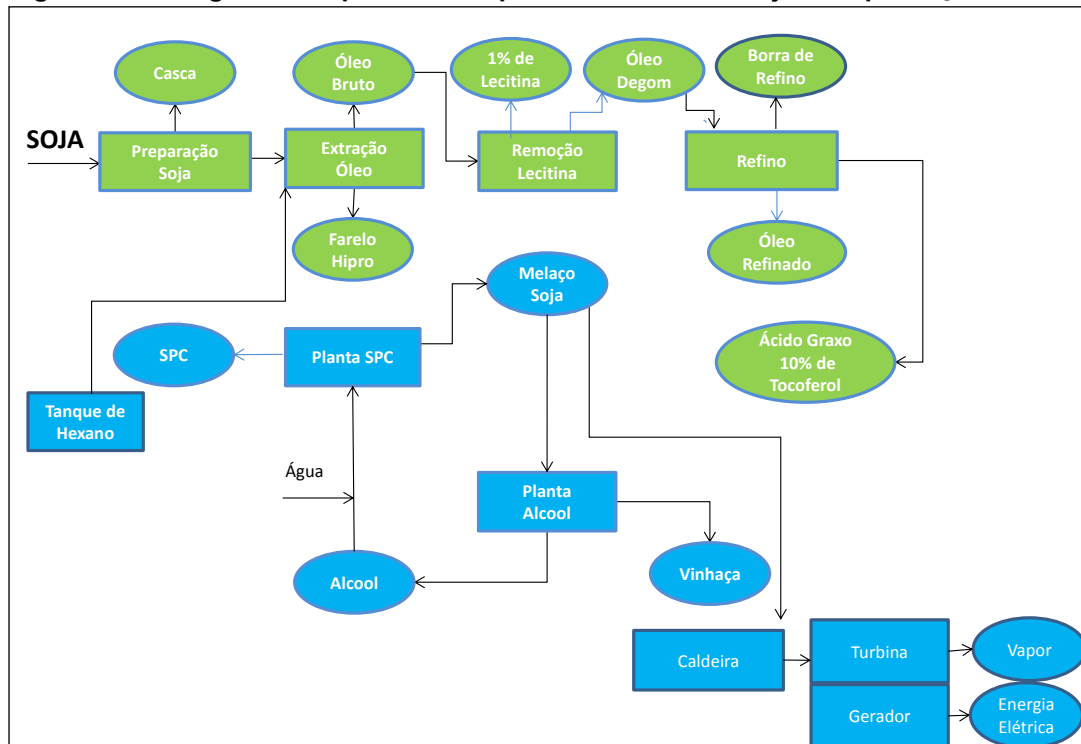 Casca
Óleo
Bruto
1% de
Lecitina
Óleo
Degom
Borra de
Refino
SOJA
Preparação
Soja
Extração
Óleo
Remoção
Lecitina
Refino
Farelo
Hipro
Óleo
Refinado
Melaço
Soja
SPC
Planta SPC
Ácido Graxo
10% de
Tocoferol
Tanque de
Hexano
Água
Planta
Alcool
Alcool
Vinhaça
Caldeira
Turbina
Vapor
Gerador
Energia
Elétrica